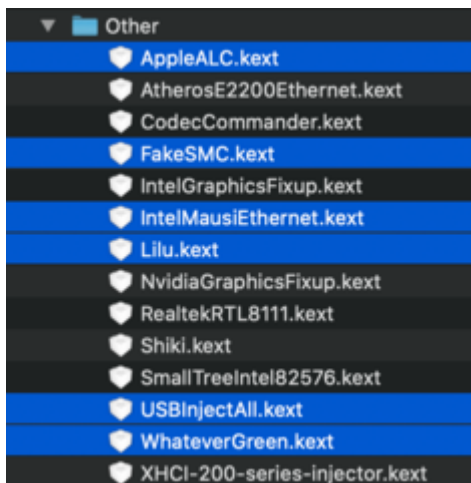 Other
AppleALC.kext
AtherosE2200Ethernet.kext
CodecCommander.kext
FakeSMC.kext
IntelGraphicsFixup.kext
IntelMausiEthernet.kext
Lilu.kext
NvidiaGraphicsFixup.kext
RealtekRTL8111.kext
Shiki.kext
SmallTreeIntel82576.kext
USBInjectAll.kext
WhateverGreen.kext
XHCI-200-series-injector.kext